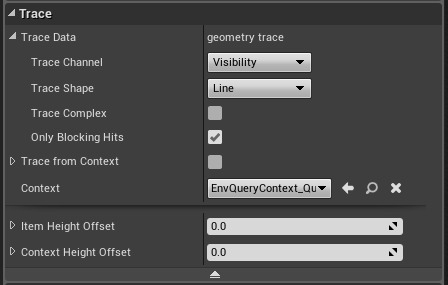 Trace
Trace Data geometry trace
Trace Channel Visibility
Trace Shape Line
Trace Complex
Only Blocking Hits
Trace from Context
Context EnvQueryContext_Qu
Item Height Offset 0.0
Context Height Offset 0.0